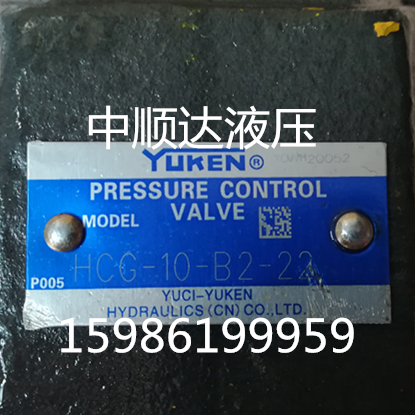 中顺达液压
YUKEN®
PRESSURE CONTROL
VALVE
MODEL
HCG-10-B2-22
P005
YUCI-YUKEN
HYDRAULICS (CN) CO.,LTD.
15986199959